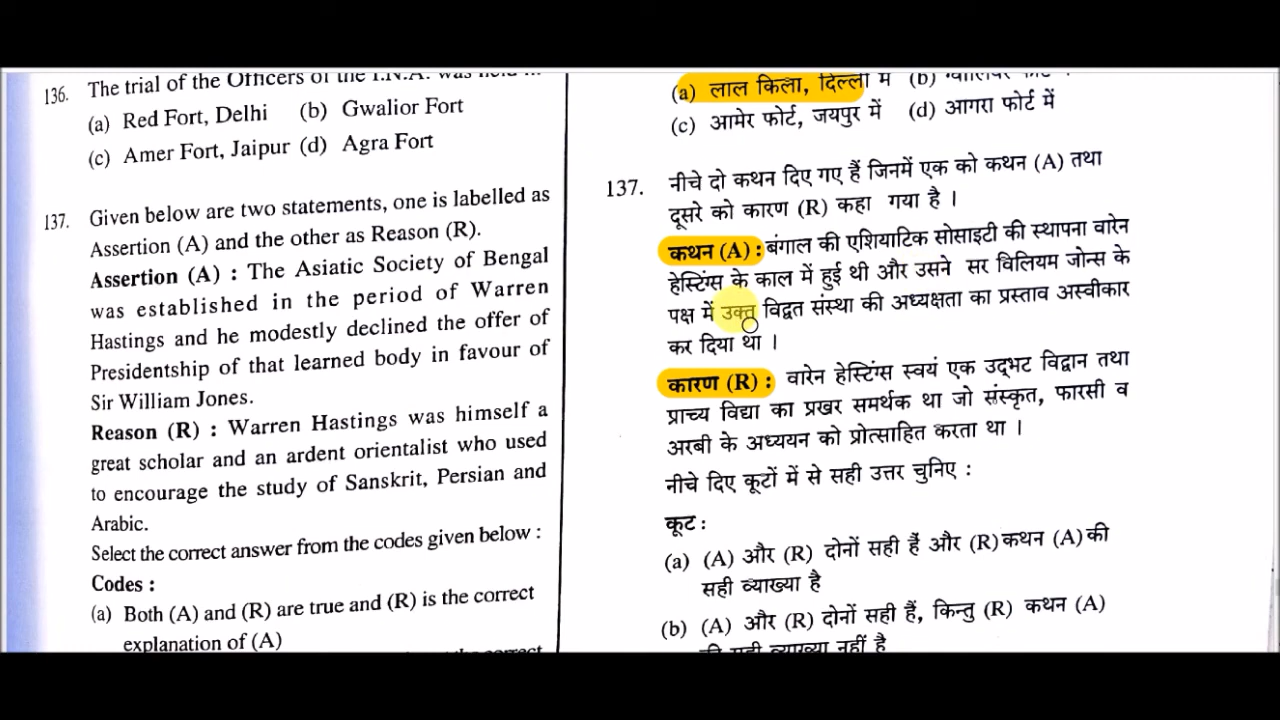 136. The trial of the Officers of the I.N.A. was held
(a) Red Fort, Delhi (b) Gwalior Fort
(c) Amer Fort, Jaipur (d) Agra Fort
137. Given below are two statements, one is labelled as
Assertion (A) and the other as Reason (R).
Assertion (A) : The Asiatic Society of Bengal
was established in the period of Warren
Hastings and he modestly declined the offer of
Presidentship of that learned body in favour of
Sir William Jones.
Reason (R) : Warren Hastings was himself a
great scholar and an ardent orientalist who used
to encourage the study of Sanskrit, Persian and
Arabic.
Select the correct answer from the codes given below :
Codes :
(a) Both (A) and (R) are true and (R) is the correct
explanation of (A)
(a) लाल किला, दिल्ली में (b)
(c) आमेर फोर्ट, जयपुर में (d) आगरा फोर्ट में
137. नीचे दो कथन दिए गए हैं जिनमें एक को कथन (A) तथा
दूसरे को कारण (R) कहा गया है ।
कथन (A) : बंगाल की एशियाटिक सोसाइटी की स्थापना वारेन
हेस्टिंग्स के काल में हुई थी और उसने सर विलियम जोन्स के
पक्ष में उक्त विद्वत संस्था की अध्यक्षता का प्रस्ताव अस्वीकार
कर दिया था ।
कारण (R) : वारेन हेस्टिंग्स स्वयं एक उद्भट विद्वान तथा
प्राच्य विद्या का प्रखर समर्थक था जो संस्कृत, फारसी व
अरबी के अध्ययन को प्रोत्साहित करता था ।
नीचे दिए कूटों में से सही उत्तर चुनिए :
कूट :
(a) (A) और (R) दोनों सही हैं और (R) कथन (A) की
सही व्याख्या है
(b) (A) और (R) दोनों सही हैं, किन्तु (R) कथन (A)
की सही व्याख्या नहीं है